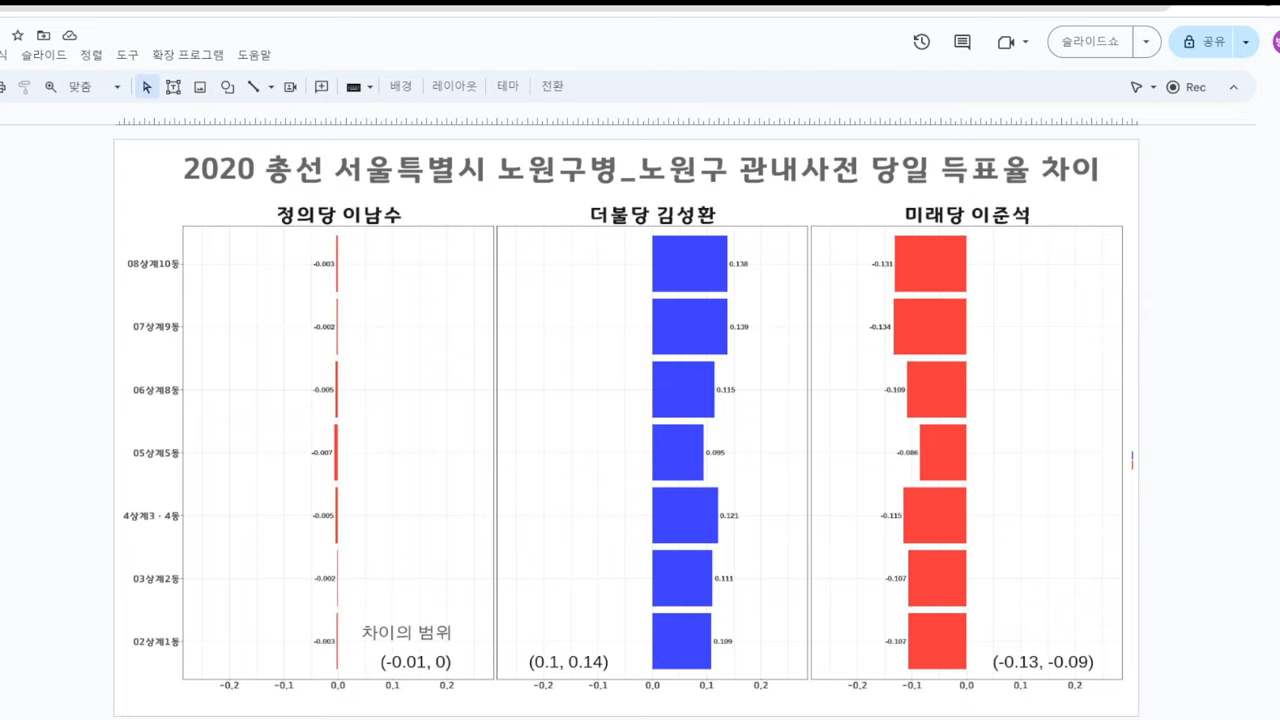 슬라이드쇼
공유
식 슬라이드 정렬 도구 확장 프로그램 도움말
맞춤 배경 레이아웃 테마 전환 Rec
2020 총선 서울특별시 노원구병_노원구 관내사전 당일 득표율 차이
정의당 이남수 더불당 김성환 미래당 이준석
08상계10동 -0.003 0.138 -0.131
07상계9동 -0.002 0.139 -0.134
06상계8동 -0.005 0.115 -0.109
05상계5동 -0.007 0.095 -0.086
4상계3·4동 -0.005 0.121 -0.115
03상계2동 -0.002 0.111 -0.107
02상계1동 -0.003 0.109 -0.107
차이의 범위
(-0.01, 0) (0.1, 0.14) (-0.13, -0.09)
-0.2 -0.1 0.0 0.1 0.2 -0.2 -0.1 0.0 0.1 0.2 -0.2 -0.1 0.0 0.1 0.2